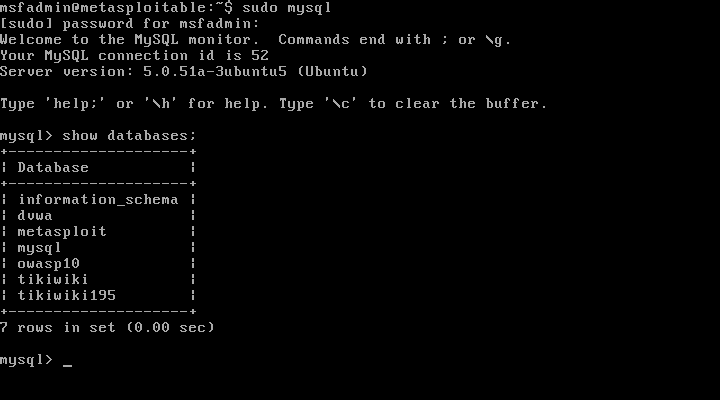 msfadmin@metasploitable:~$ sudo mysql
[sudo] password for msfadmin:
Welcome to the MySQL monitor.  Commands end with ; or \g.
Your MySQL connection id is 52
Server version: 5.0.51a-3ubuntu5 (Ubuntu)

Type 'help;' or '\h' for help. Type '\c' to clear the buffer.

mysql> show databases;
+--------------------+
| Database           |
+--------------------+
| information_schema |
| dvwa               |
| metasploit         |
| mysql              |
| owasp10            |
| tikiwiki           |
| tikiwiki195        |
+--------------------+
7 rows in set (0.00 sec)

mysql> _